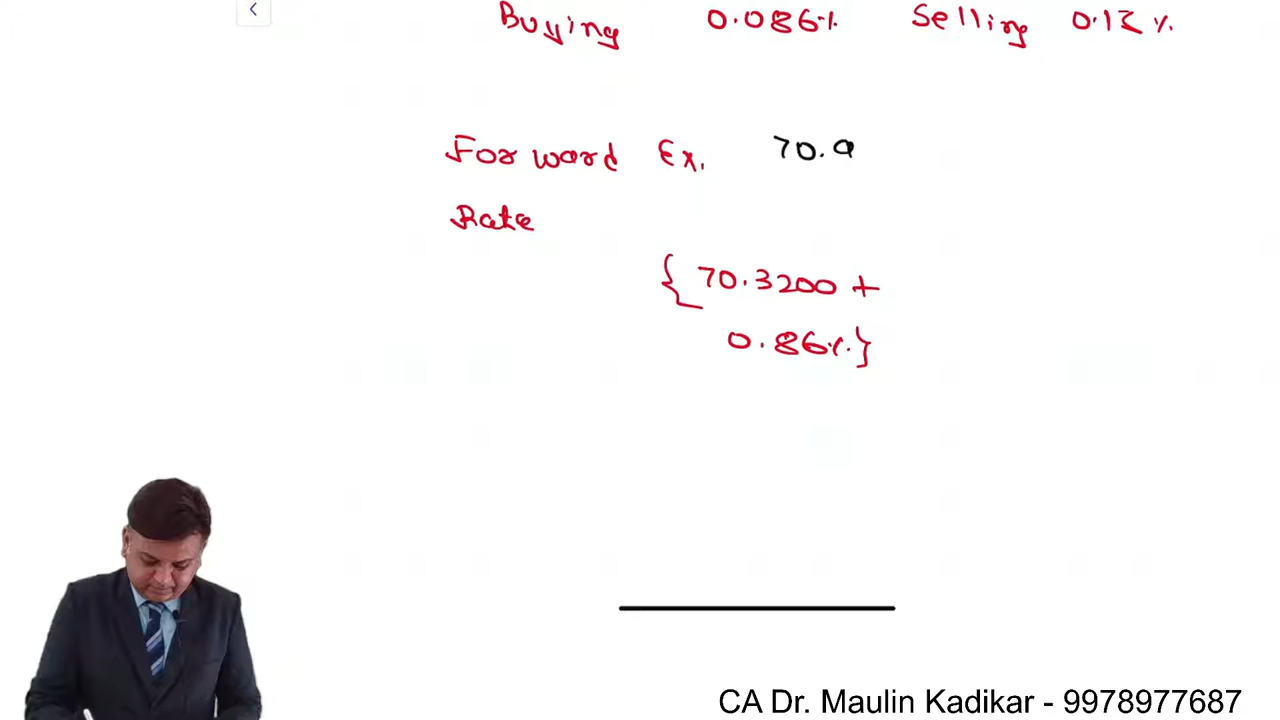 Buying 0.086% Selling 0.12%
Forward Ex. 70.9
Rate
{70.3200 +
0.86%}
CA Dr. Maulin Kadikar - 9978977687